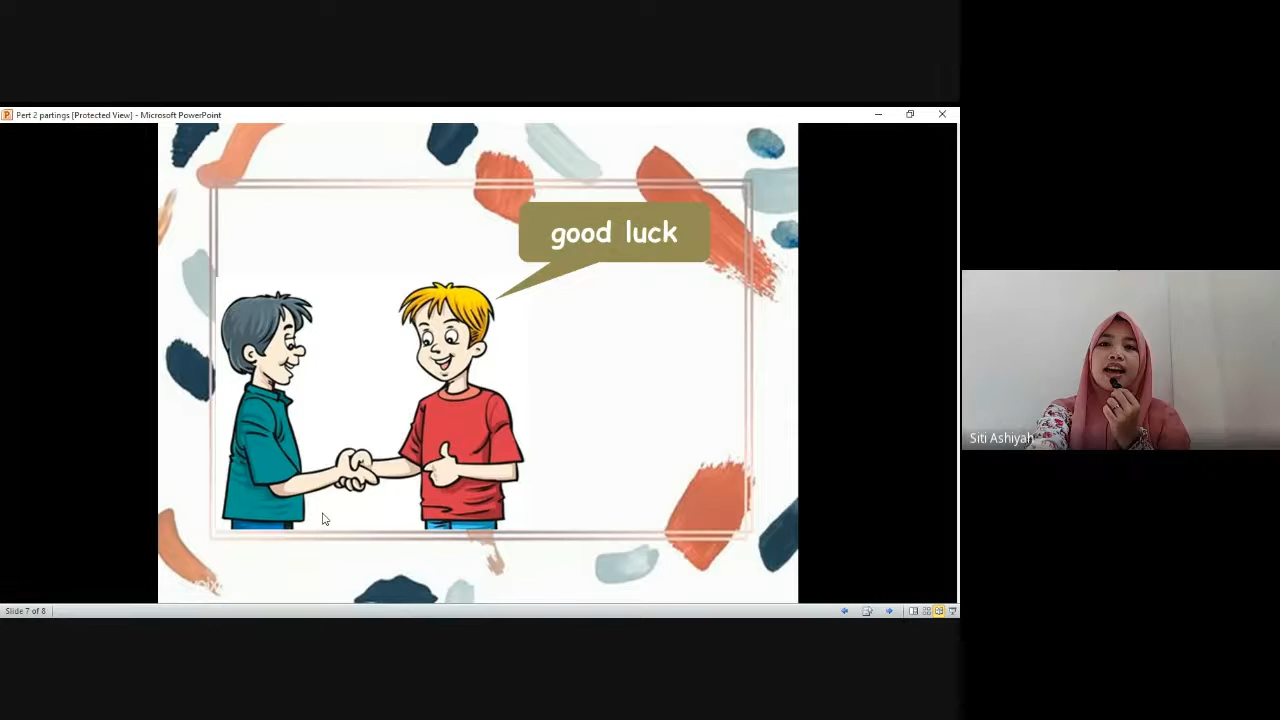 Pert 2 partings [Protected View] - Microsoft PowerPoint
good luck
Siti Ashiyah
Slide 7 of 8